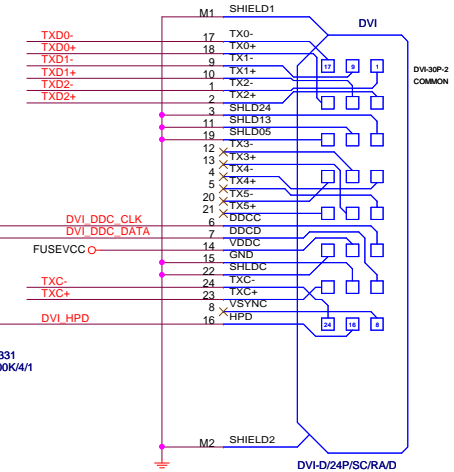 M1 SHIELD1
DVI
TXD0- 17 TX0-
TXD0+ 18 TX0+
TXD1- 9 TX1-
TXD1+ 10 TX1+
TXD2- 1 TX2-
TXD2+ 2 TX2+
3 SHLD24
11 SHLD13
19 SHLD05
12 TX3-
13 TX3+
4 TX4-
5 TX4+
20 TX5-
21 TX5+
DVI_DDC_CLK 6 DDCC
DVI_DDC_DATA 7 DDCD
FUSEVCC 14 VDDC
15 GND
22 SHLDC
TXC- 24 TXC-
TXC+ 23 TXC+
8 VSYNC
DVI_HPD 16 HPD
17 9 1
DVI-30P-2
COMMON
24 16 8
331
00K/4/1
M2 SHIELD2
DVI-D/24P/SC/RA/D